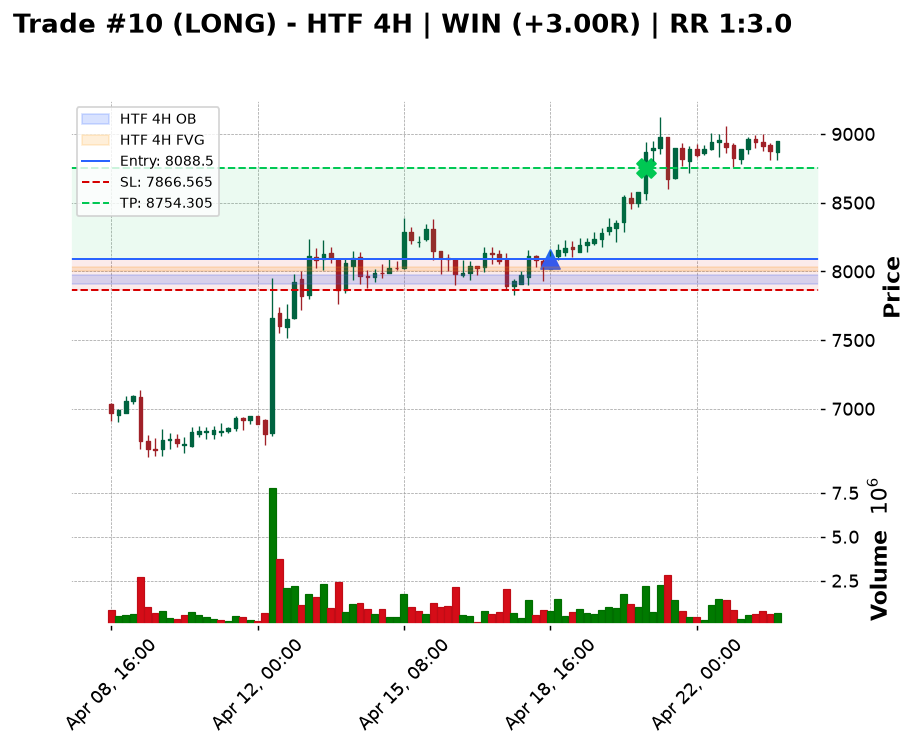 Trade #10 (LONG) - HTF 4H | WIN (+3.00R) | RR 1:3.0
HTF 4H OB
HTF 4H FVG
Entry: 8088.5
SL: 7866.565
TP: 8754.305
9000
8500
8000
7500
7000
Price
7.5
5.0
2.5
Volume 10^6
Apr 08, 16:00
Apr 12, 00:00
Apr 15, 08:00
Apr 18, 16:00
Apr 22, 00:00